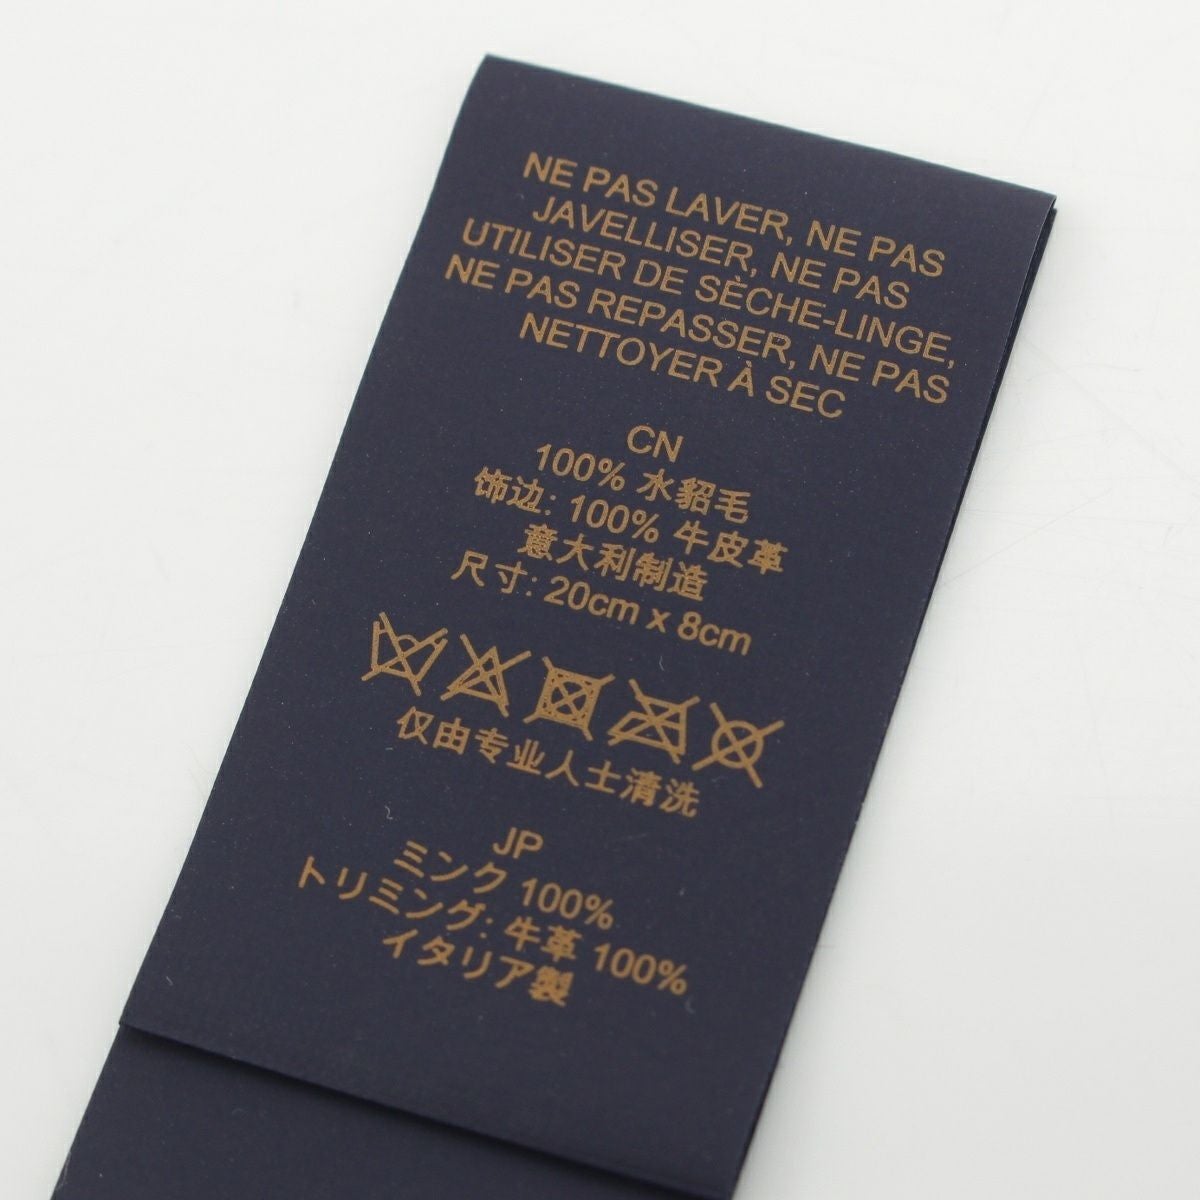 NE PAS LAVER, NE PAS
JAVELLISER, NE PAS
UTILISER DE SÈCHE-LINGE,
NE PAS REPASSER, NE PAS
NETTOYER À SEC
CN
100% 水貂毛
饰边: 100% 牛皮革
意大利制造
尺寸: 20cm x 8cm
仅由专业人士清洗
JP
ミンク 100%
トリミング: 牛革 100%
イタリア製